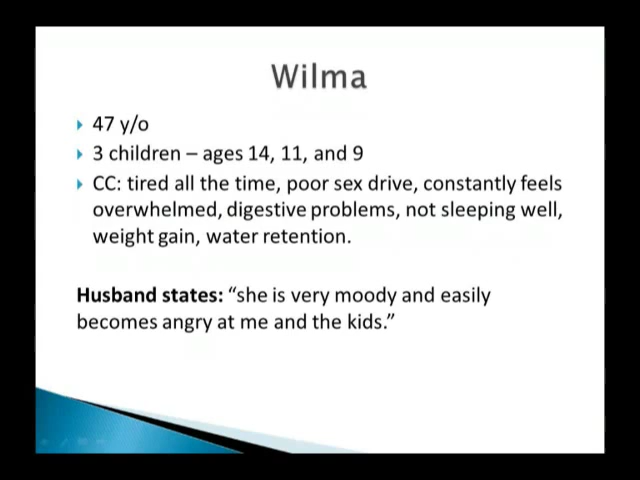 Wilma
47 y/o
3 children – ages 14, 11, and 9
CC: tired all the time, poor sex drive, constantly feels
overwhelmed, digestive problems, not sleeping well,
weight gain, water retention.
Husband states: “she is very moody and easily
becomes angry at me and the kids.”